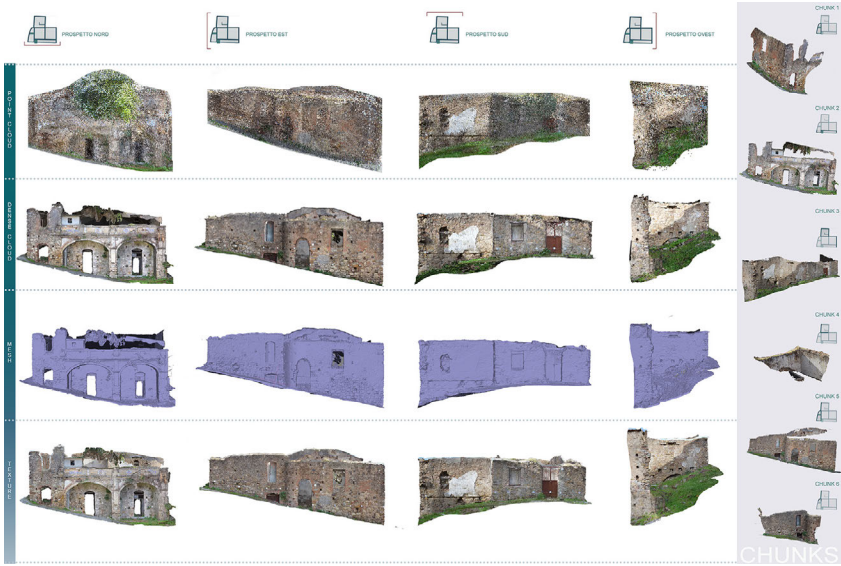 PROSPETTO NORD
PROSPETTO EST
PROSPETTO SUD
PROSPETTO OVEST
POINT CLOUD
DENSE CLOUD
MESH
TEXTURE
CHUNK 1
CHUNK 2
CHUNK 3
CHUNK 4
CHUNK 5
CHUNK 6
CHUNKS